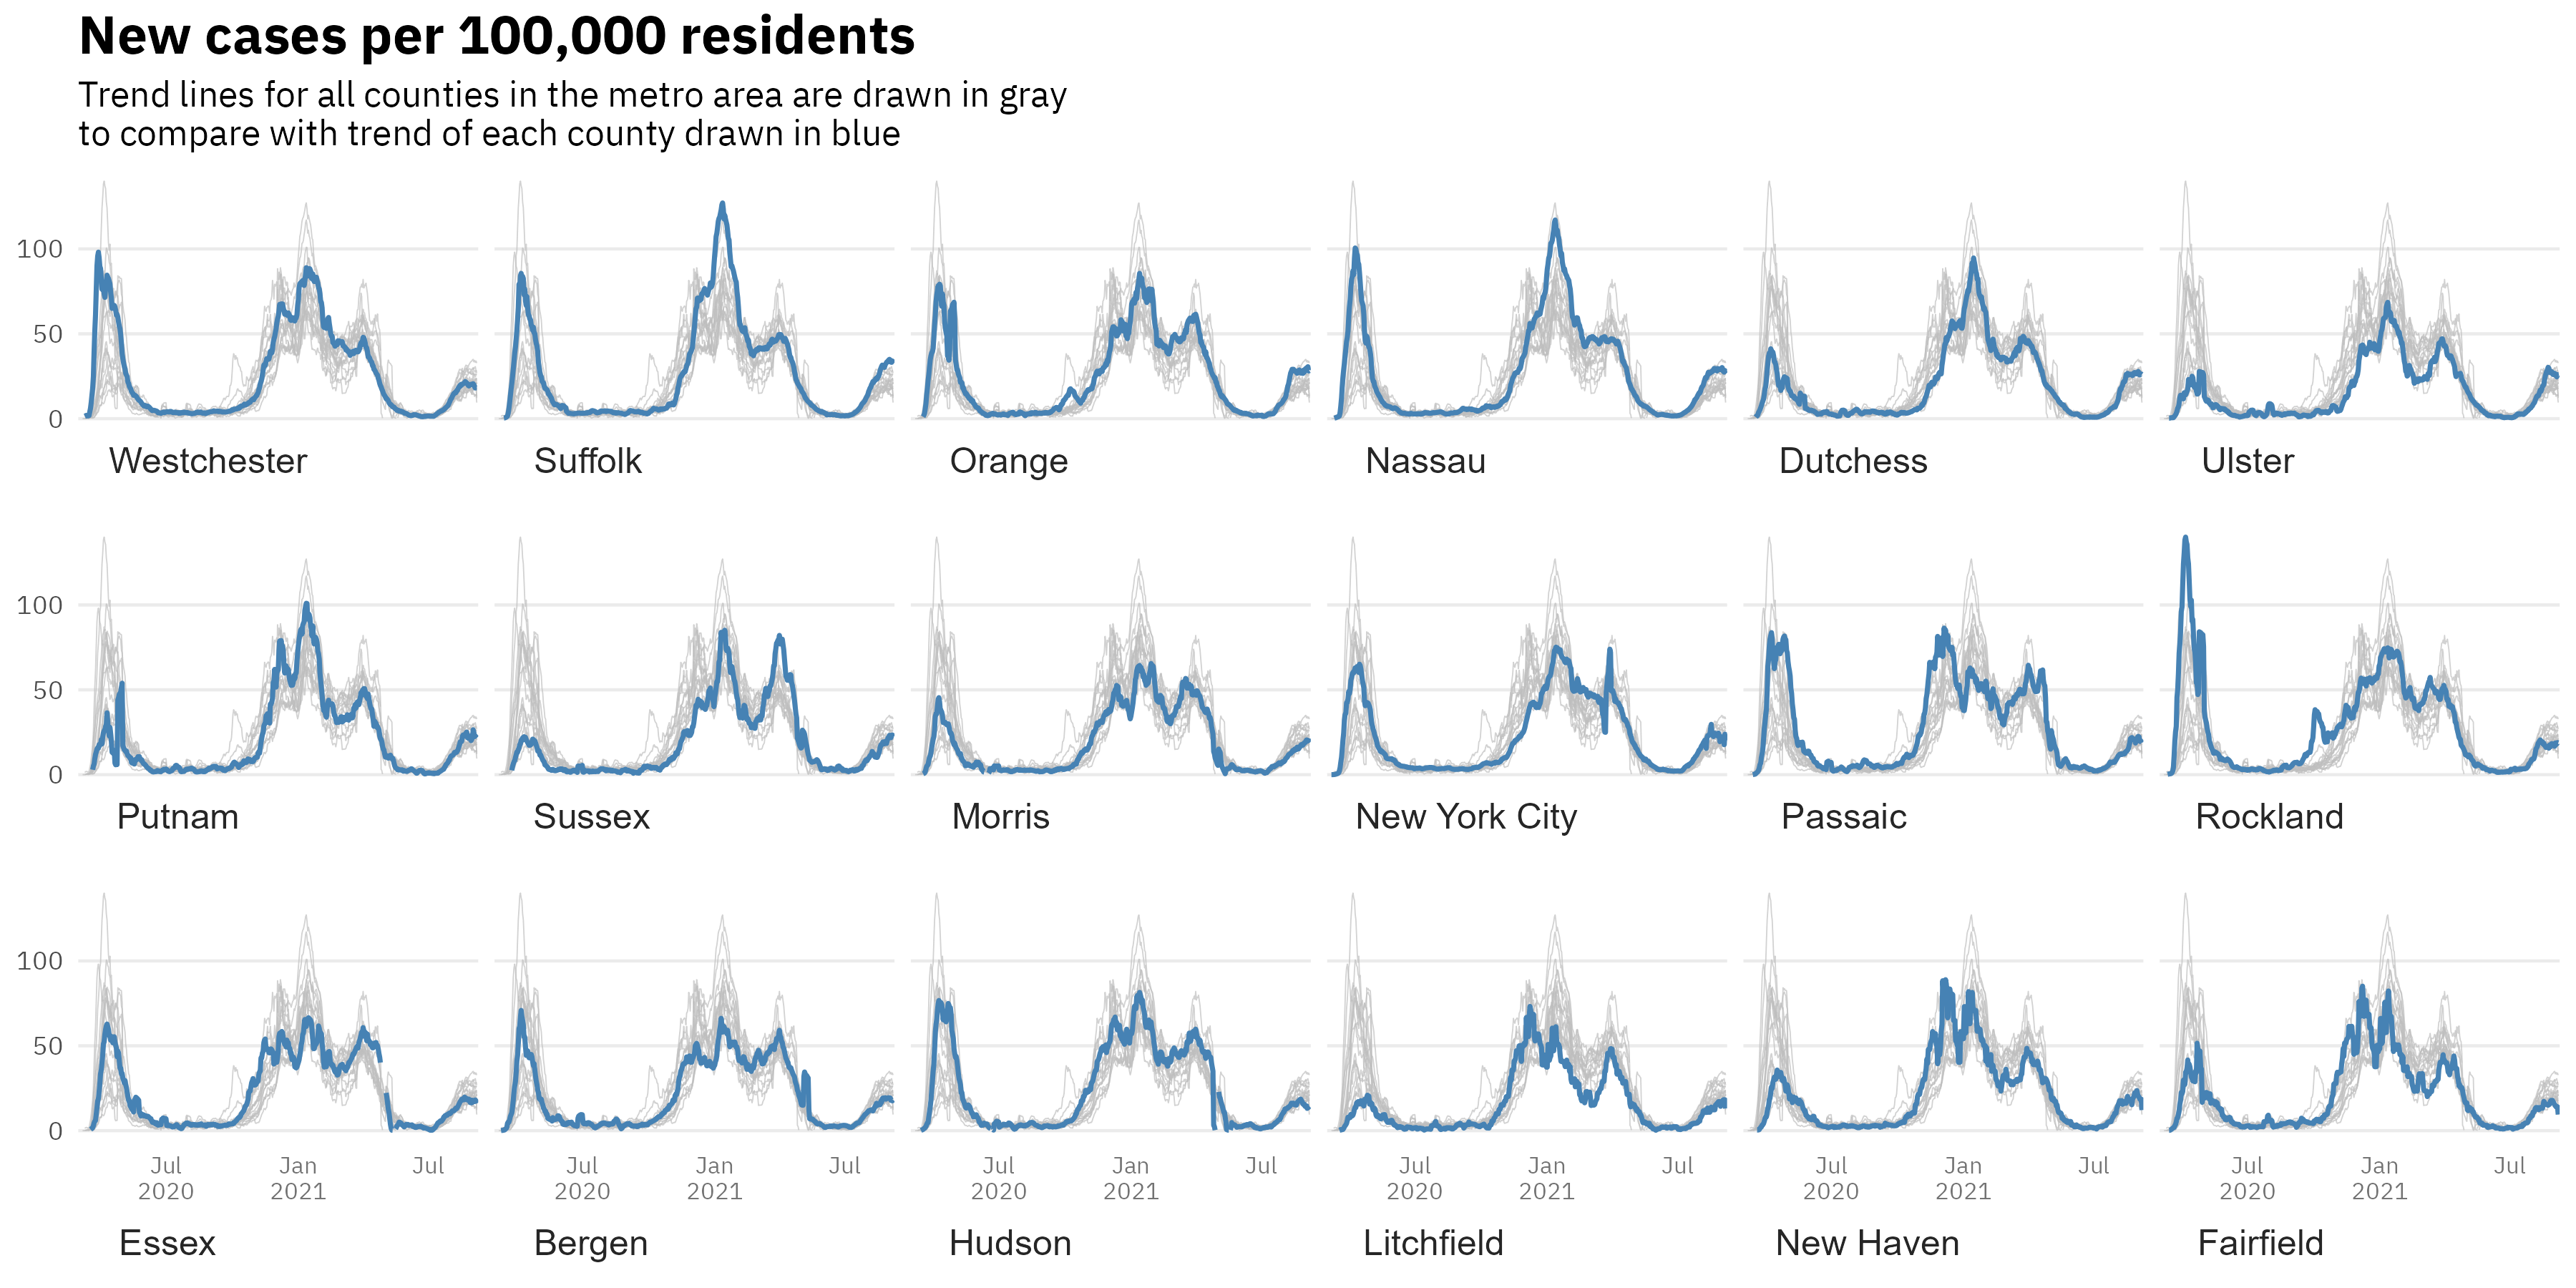 New cases per 100,000 residents
Trend lines for all counties in the metro area are drawn in gray
to compare with trend of each county drawn in blue
100
50
0
Westchester Suffolk Orange Nassau Dutchess Ulster
100
50
0
Putnam Sussex Morris New York City Passaic Rockland
100
50
0
Jul Jan Jul Jul Jan Jul Jul Jan Jul Jul Jan Jul Jul Jan Jul Jul Jan Jul
2020 2021 2020 2021 2020 2021 2020 2021 2020 2021 2020 2021
Essex Bergen Hudson Litchfield New Haven Fairfield